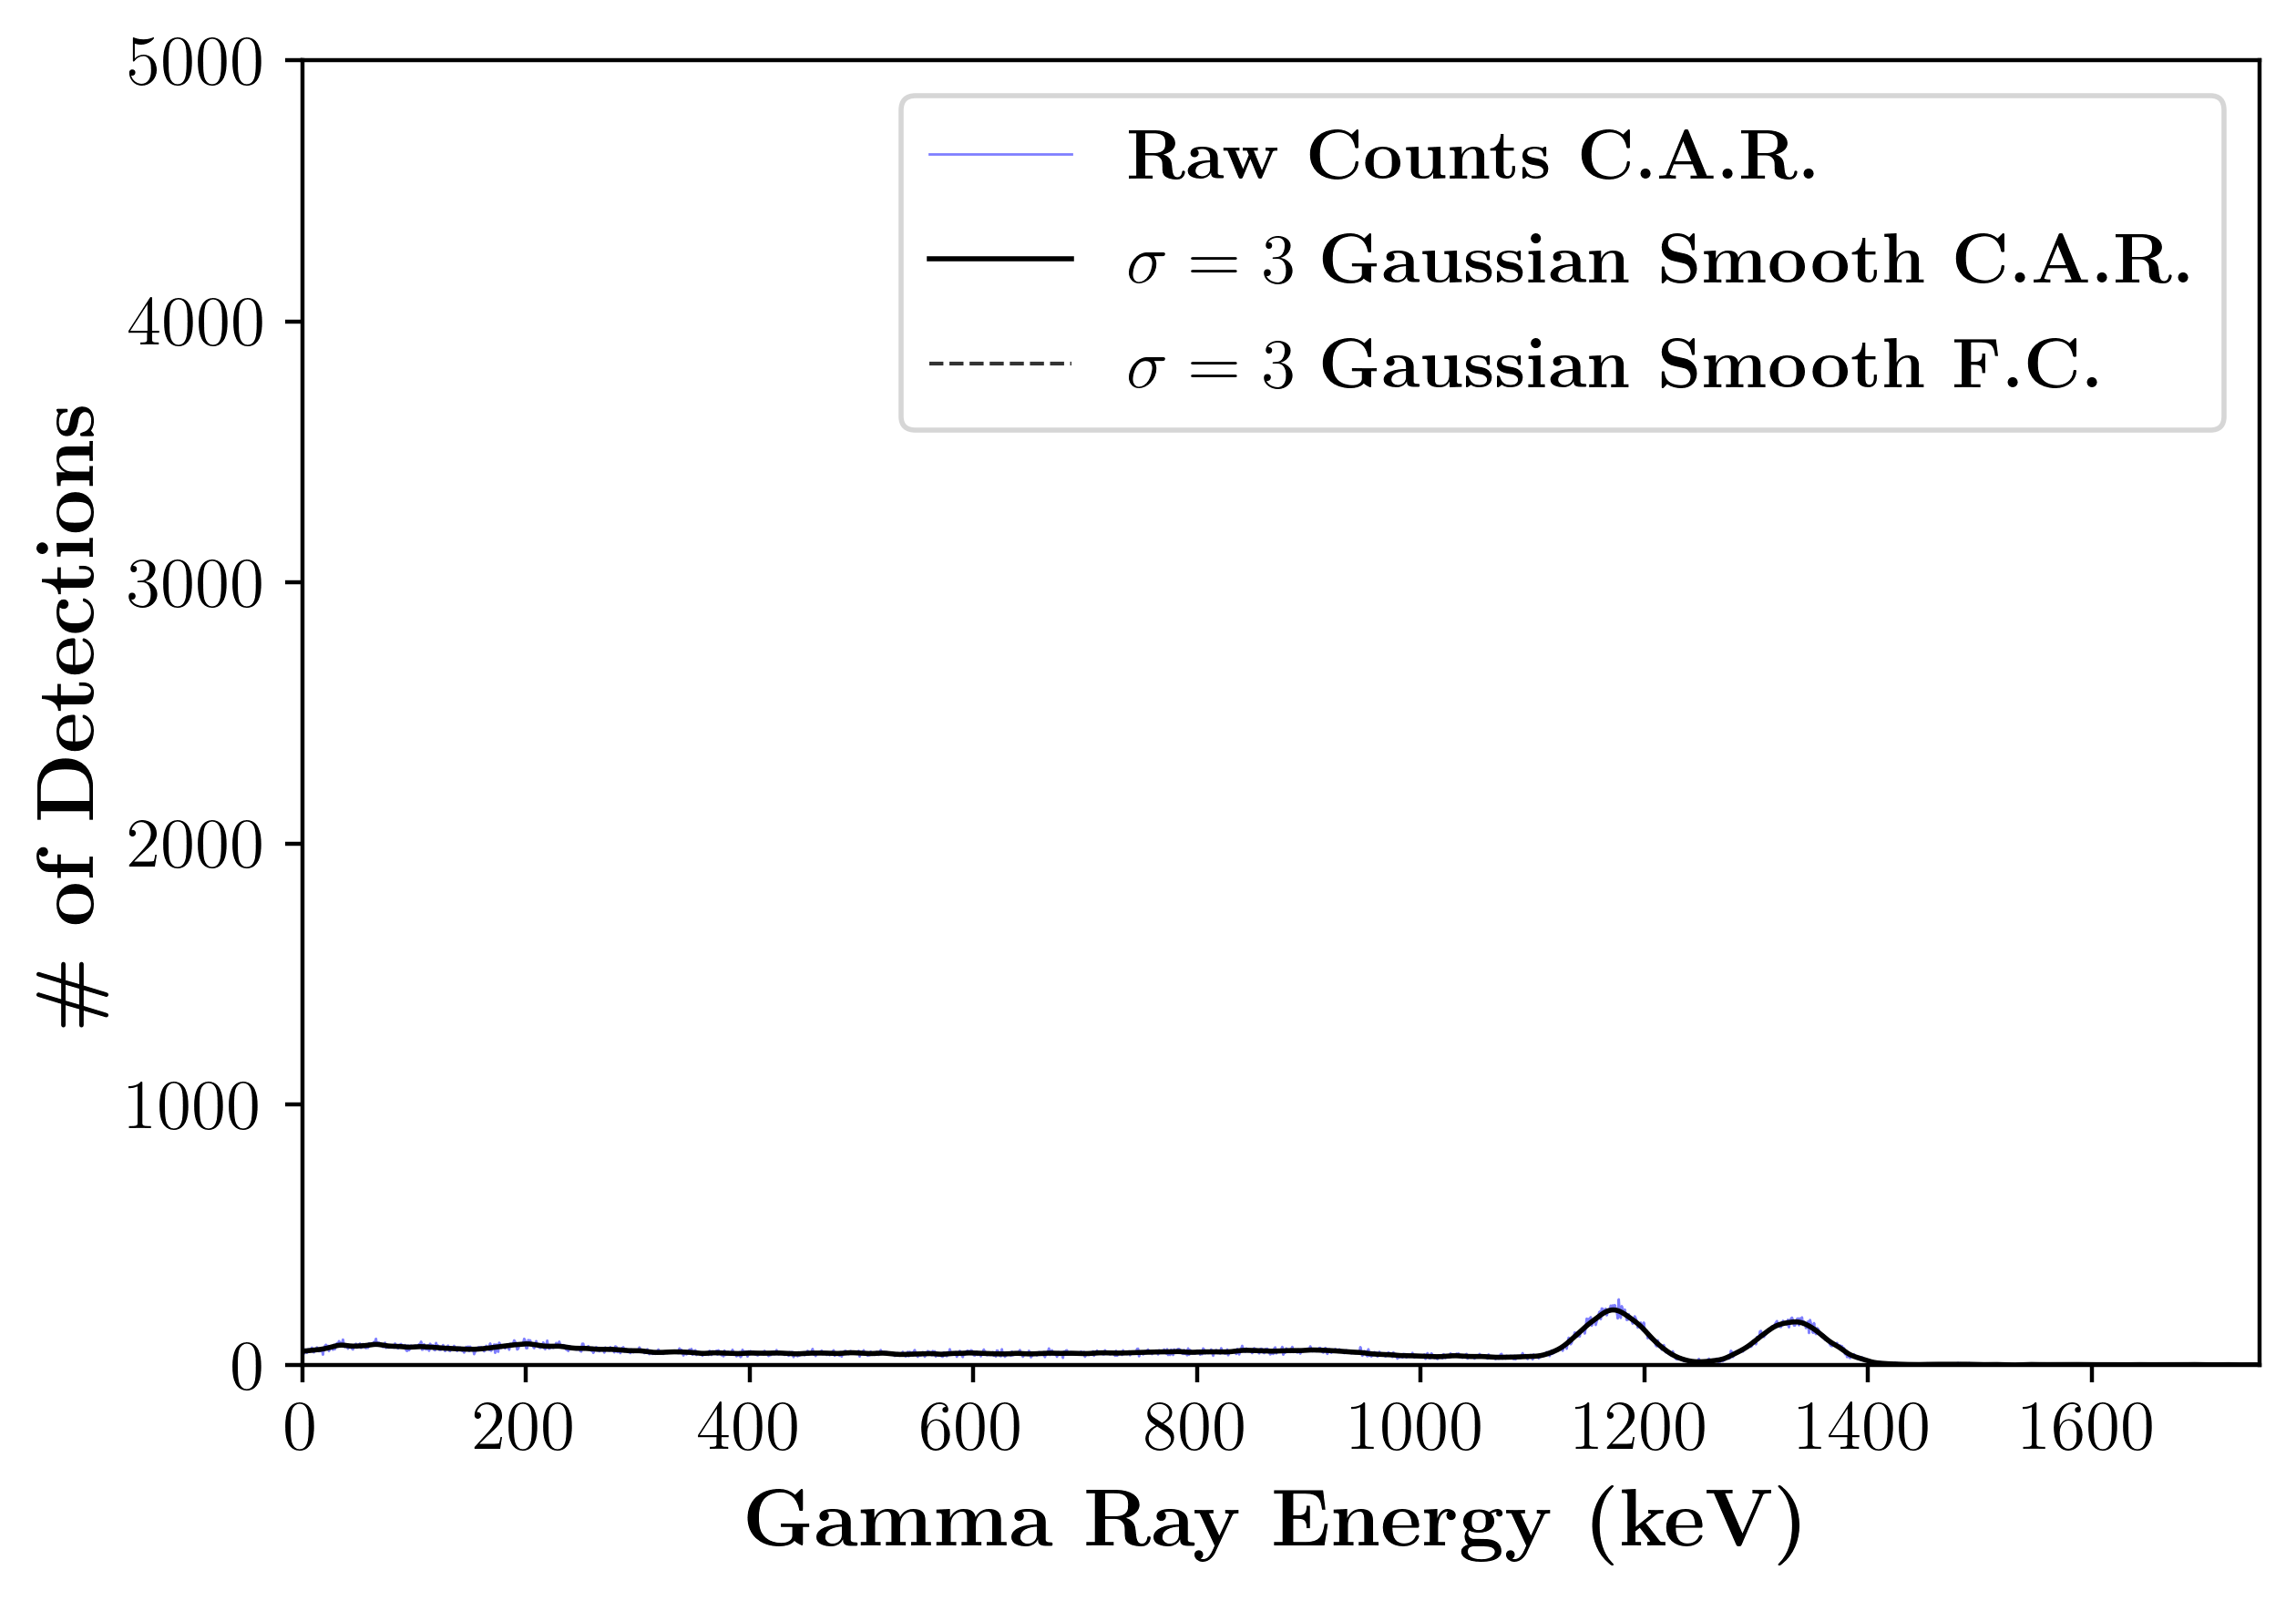 5000
4000
3000
2000
1000
0
# of Detections
Raw Counts C.A.R.
σ = 3 Gaussian Smooth C.A.R.
σ = 3 Gaussian Smooth F.C.
0 200 400 600 800 1000 1200 1400 1600
Gamma Ray Energy (keV)